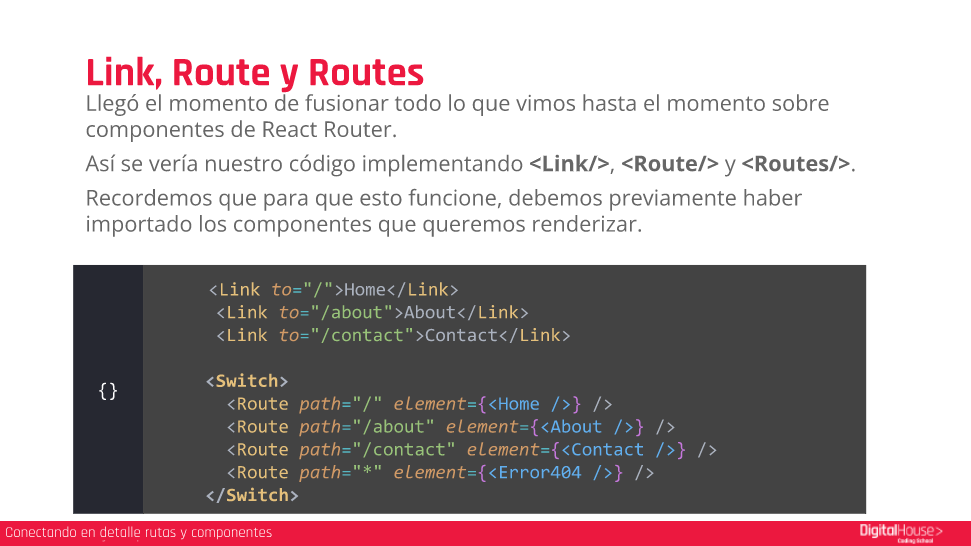 Link, Route y Routes
Llegó el momento de fusionar todo lo que vimos hasta el momento sobre
componentes de React Router.
Así se vería nuestro código implementando <Link/>, <Route/> y <Routes/>.
Recordemos que para que esto funcione, debemos previamente haber
importado los componentes que queremos renderizar.
{}
<Link to="/">Home</Link>
<Link to="/about">About</Link>
<Link to="/contact">Contact</Link>
<Switch>
<Route path="/" element={<Home />} />
<Route path="/about" element={<About />} />
<Route path="/contact" element={<Contact />} />
<Route path="*" element={<Error404 />} />
</Switch>
Conectando en detalle rutas y componentes
DigitalHouse>
Coding School